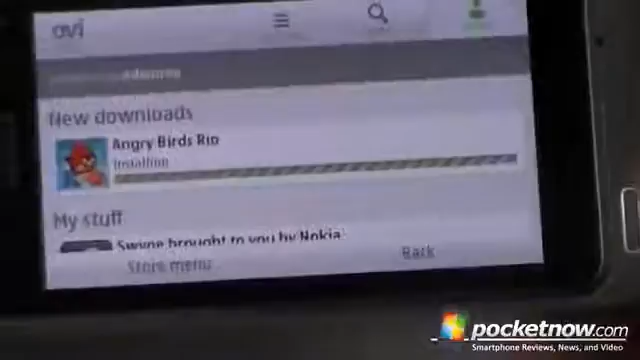 ovi
New downloads
Angry Birds Rio
Installing
My stuff
Swype brought to you by Nokia
Store menu
Back
pocketnow.com
Smartphone Reviews, News, and Video